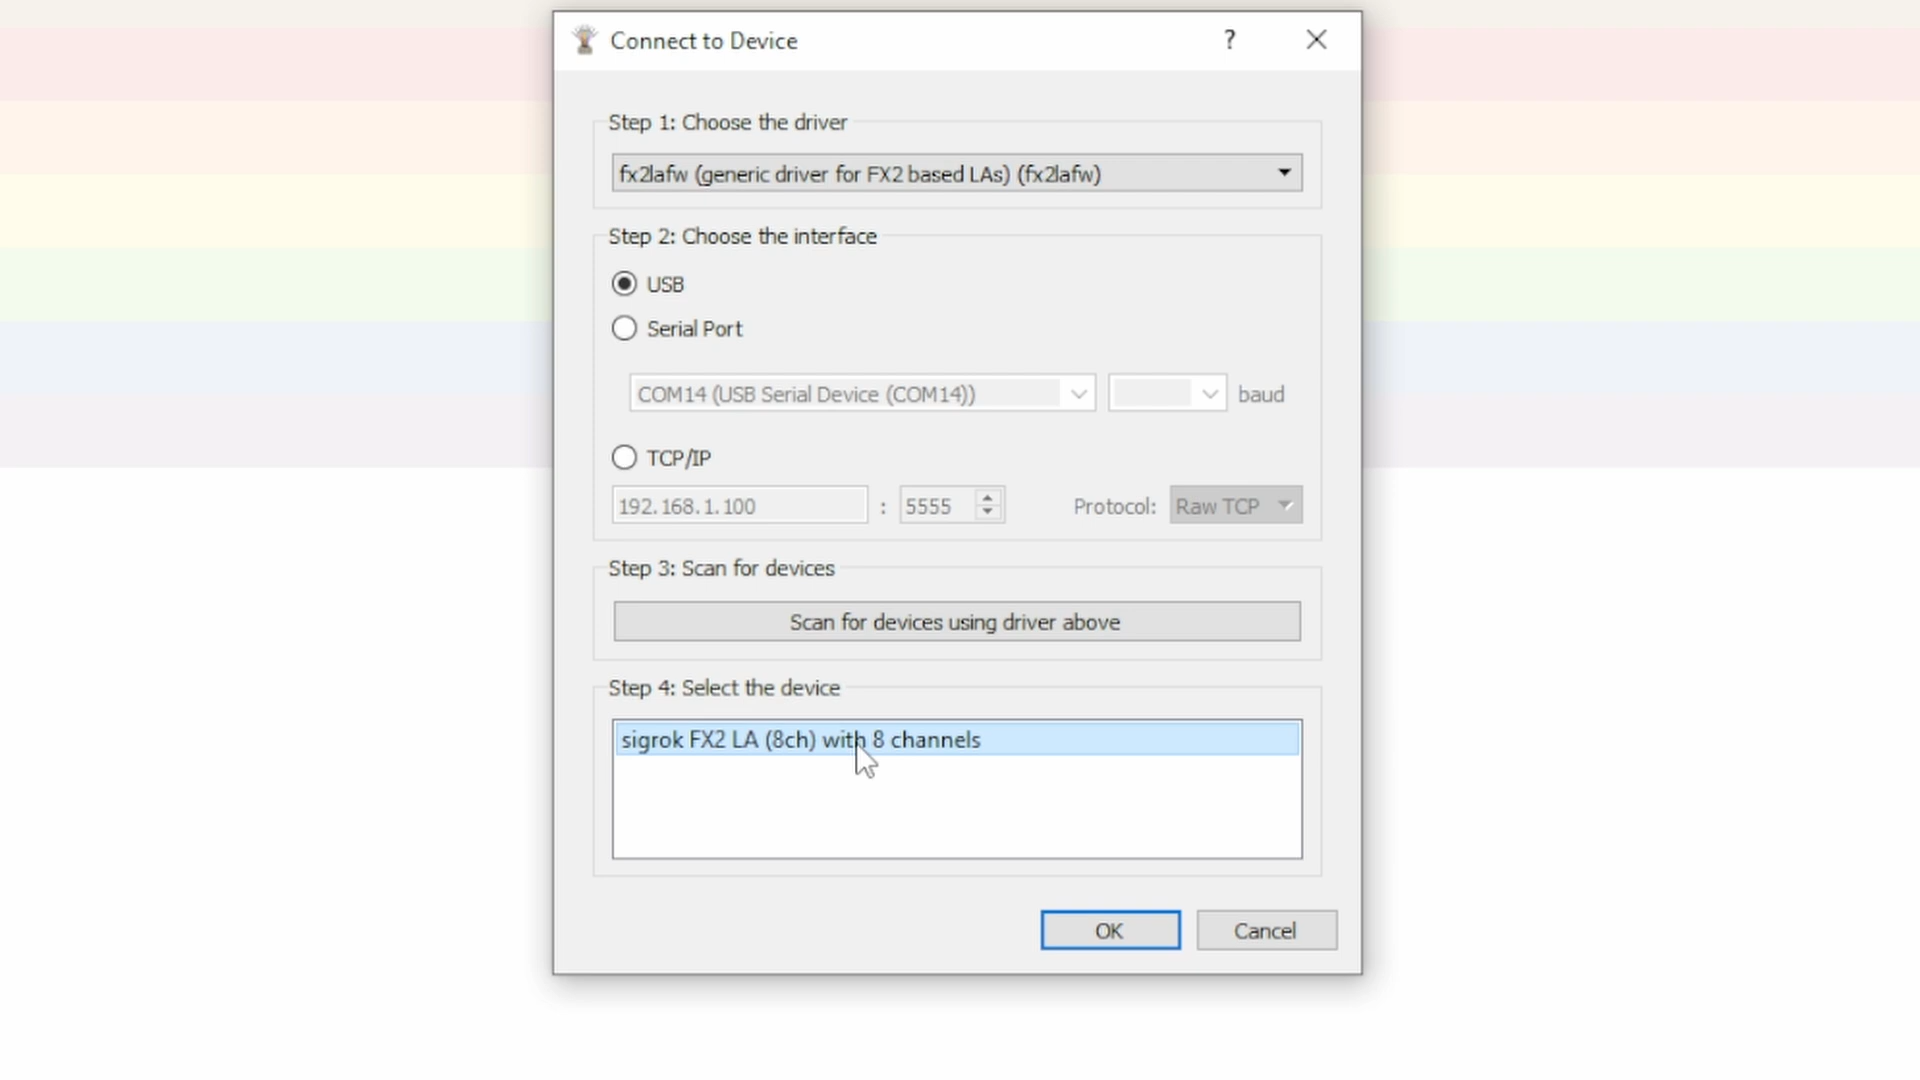 Connect to Device
?
Step 1: Choose the driver
fx2lafw (generic driver for FX2 based LAs) (fx2lafw)
Step 2: Choose the interface
USB
Serial Port
COM14 (USB Serial Device (COM14))
baud
TCP/IP
192.168.1.100 : 5555 Protocol: Raw TCP
Step 3: Scan for devices
Scan for devices using driver above
Step 4: Select the device
sigrok FX2 LA (8ch) with 8 channels
OK Cancel